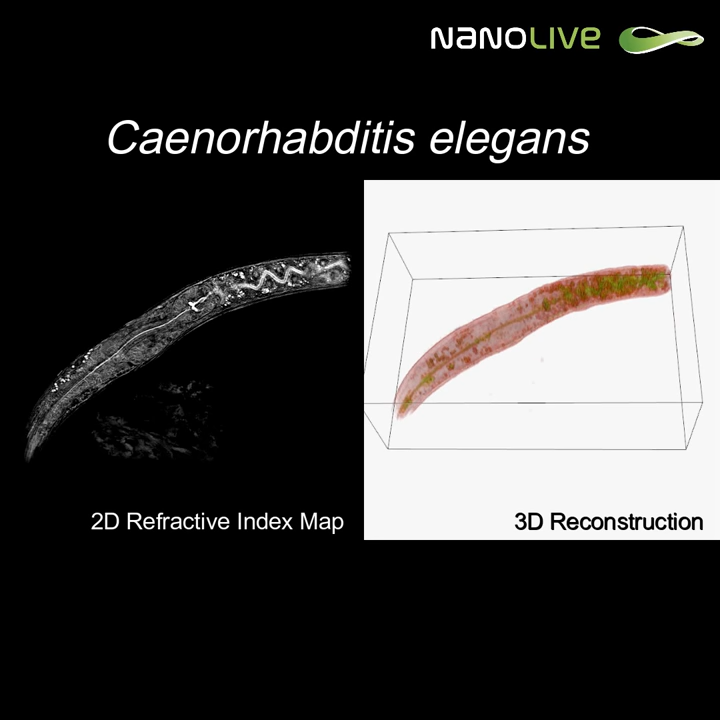 NANOLIVE
Caenorhabditis elegans
2D Refractive Index Map
3D Reconstruction